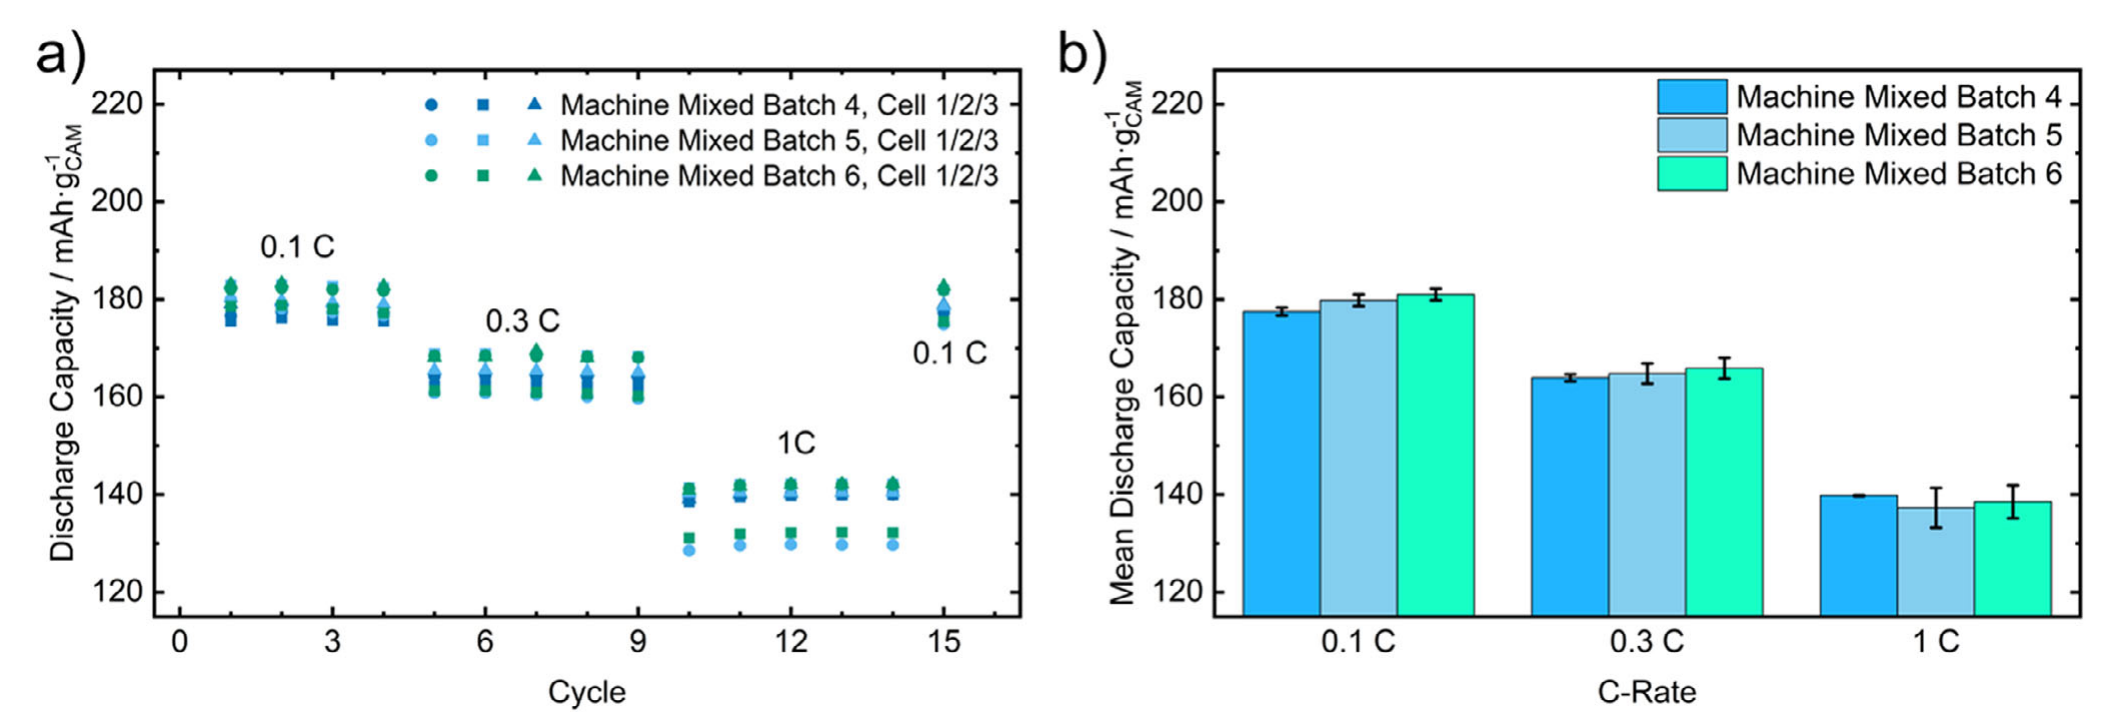 a)
Discharge Capacity / mAh·g⁻¹CAM
220
200
180
160
140
120
Machine Mixed Batch 4, Cell 1/2/3
Machine Mixed Batch 5, Cell 1/2/3
Machine Mixed Batch 6, Cell 1/2/3
0.1 C
0.3 C
1C
0.1 C
0 3 6 9 12 15
Cycle
b)
Mean Discharge Capacity / mAh·g⁻¹CAM
220
200
180
160
140
120
Machine Mixed Batch 4
Machine Mixed Batch 5
Machine Mixed Batch 6
0.1 C 0.3 C 1 C
C-Rate